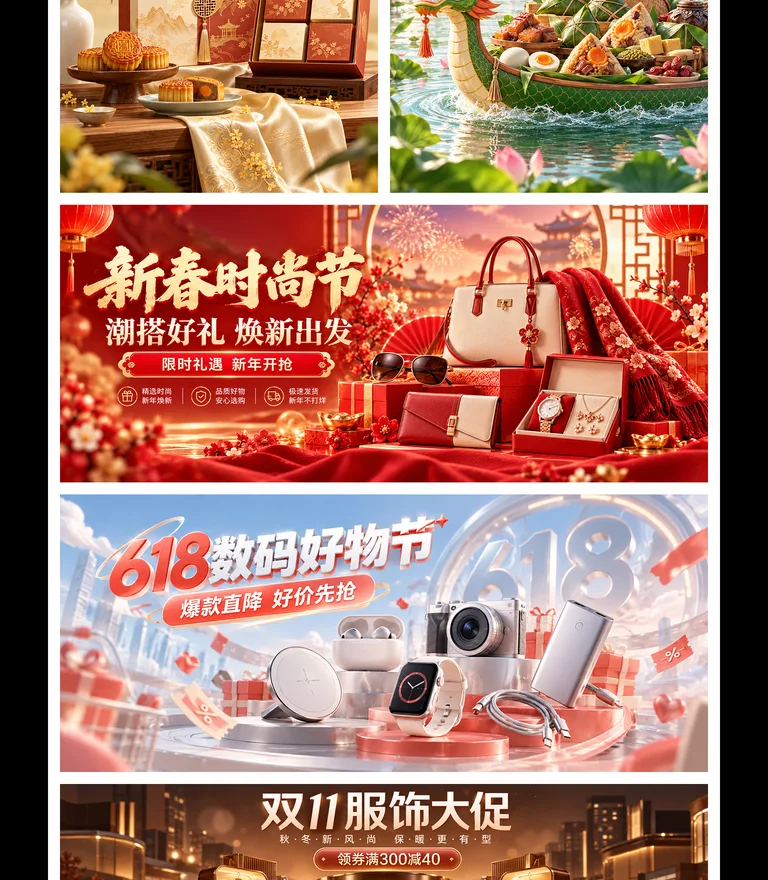 新春时尚节
潮搭好礼 焕新出发
限时礼遇 新年开抢
精选时尚
新年焕新
品质好物
安心选购
极速发货
新年不打烊
618数码好物节
爆款直降 好价先抢
618
%
双11服饰大促
秋·冬·新·风·尚 保·暖·更·有·型
领券满300减40